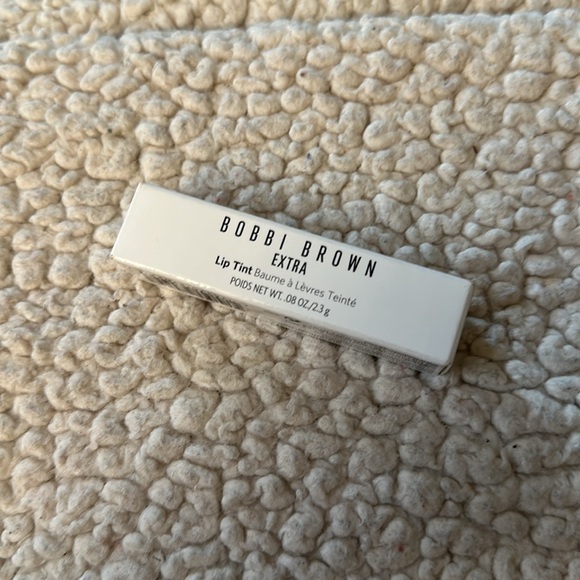 BOBBI BROWN
EXTRA
Lip Tint Baume à Lèvres Teinté
POIDS NET WT. .08 OZ./2.3 g